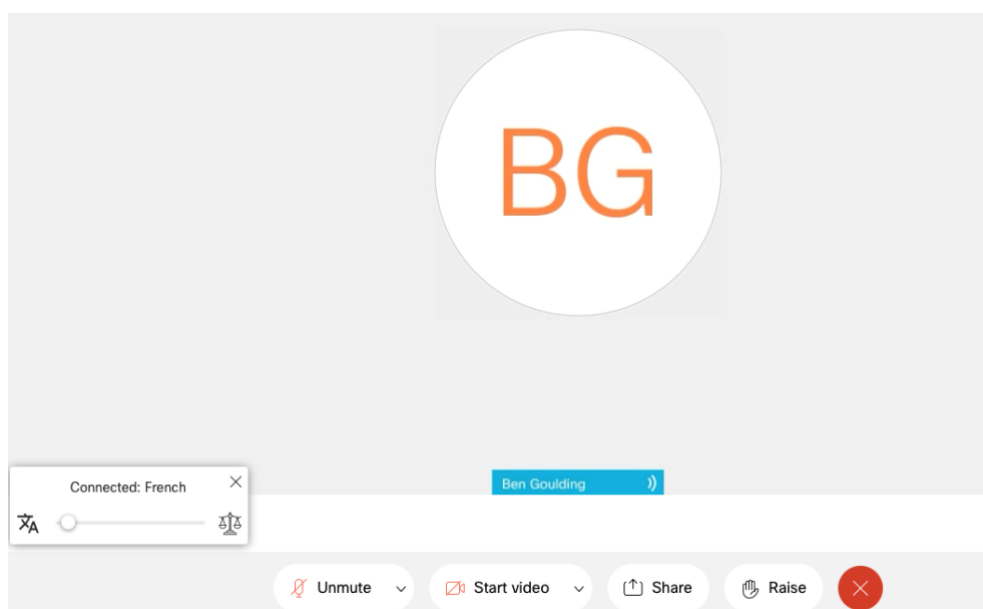 BG
Ben Goulding
Connected: French
Unmute
Start video
Share
Raise